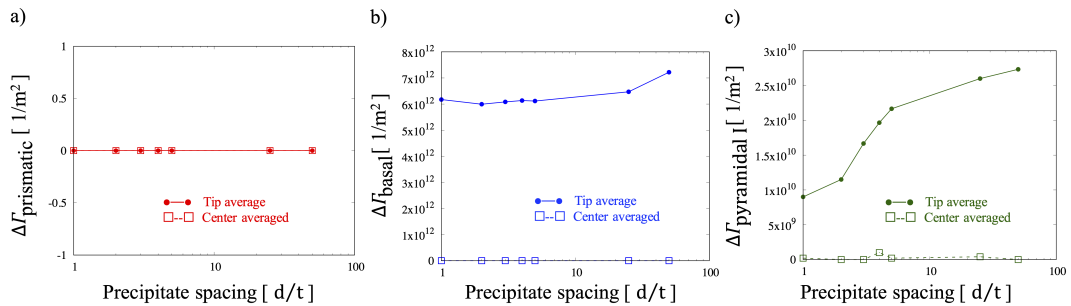 a)
ΔΓprismatic [ 1/m²]
1
0.5
0
-0.5
-1
Tip average
Center averaged
1
10
100
Precipitate spacing [ d/t]
b)
ΔΓbasal[ 1/m²]
8x10¹²
7x10¹²
6x10¹²
5x10¹²
4x10¹²
3x10¹²
2x10¹²
1x10¹²
0
Tip average
Center averaged
1
10
100
Precipitate spacing [ d/t]
c)
ΔΓpyramidal I[ 1/m²]
3x10¹⁰
2.5x10¹⁰
2x10¹⁰
1.5x10¹⁰
1x10¹⁰
5x10⁹
0
Tip average
Center averaged
1
10
100
Precipitate spacing [ d/t]